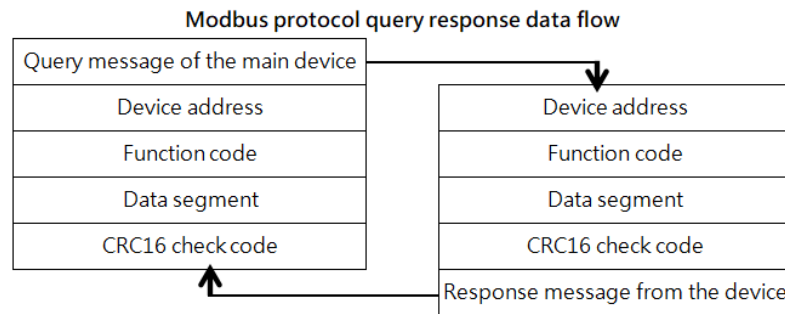 Modbus protocol query response data flow
Query message of the main device
Device address
Function code
Data segment
CRC16 check code
Device address
Function code
Data segment
CRC16 check code
Response message from the device